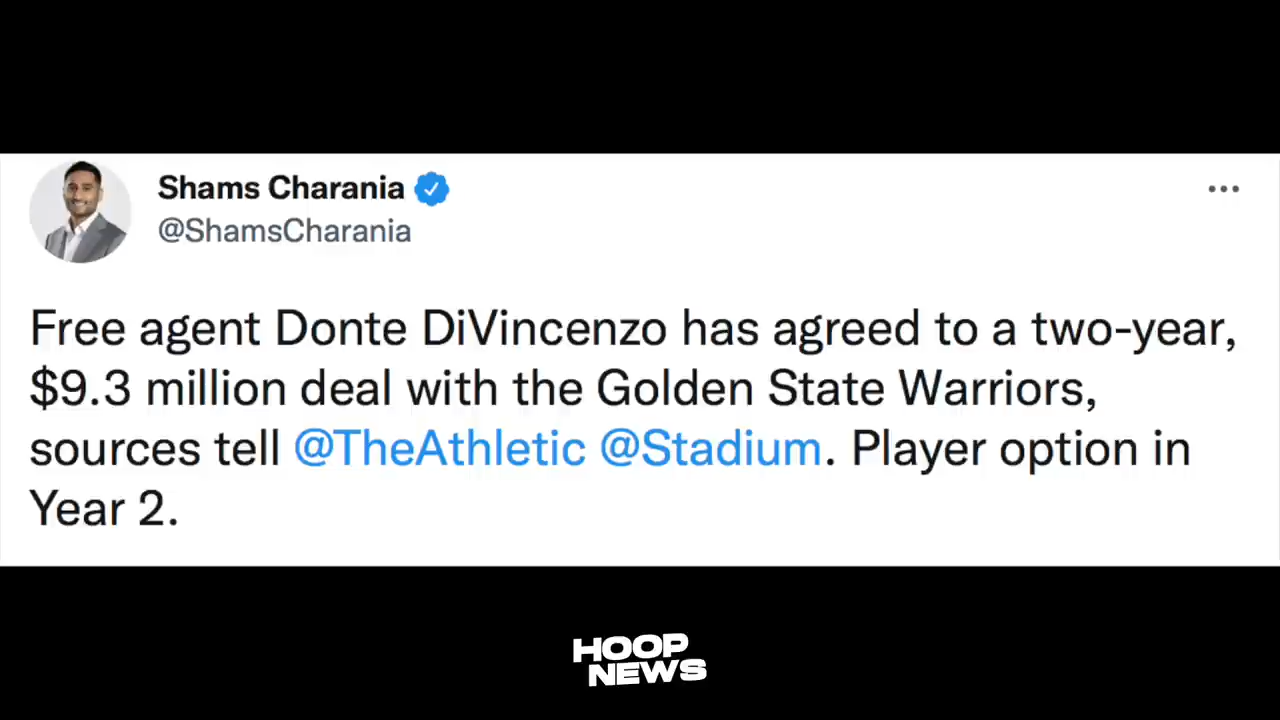 Shams Charania
@ShamsCharania
Free agent Donte DiVincenzo has agreed to a two-year,
$9.3 million deal with the Golden State Warriors,
sources tell @TheAthletic @Stadium. Player option in
Year 2.
HOOP
NEWS